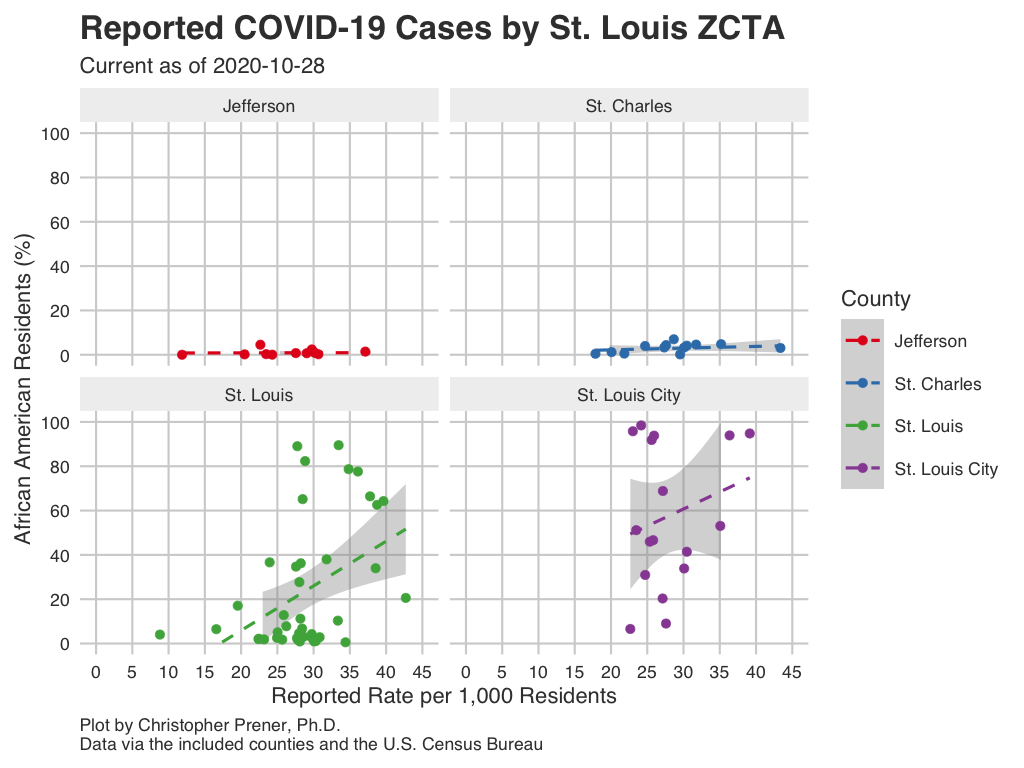 Reported COVID-19 Cases by St. Louis ZCTA
Current as of 2020-10-28
Jefferson
St. Charles
100
80
60
40
20
0
St. Louis
St. Louis City
100
80
60
40
20
0
African American Residents (%)
0 5 10 15 20 25 30 35 40 45
0 5 10 15 20 25 30 35 40 45
Reported Rate per 1,000 Residents
County
Jefferson
St. Charles
St. Louis
St. Louis City
Plot by Christopher Prener, Ph.D.
Data via the included counties and the U.S. Census Bureau